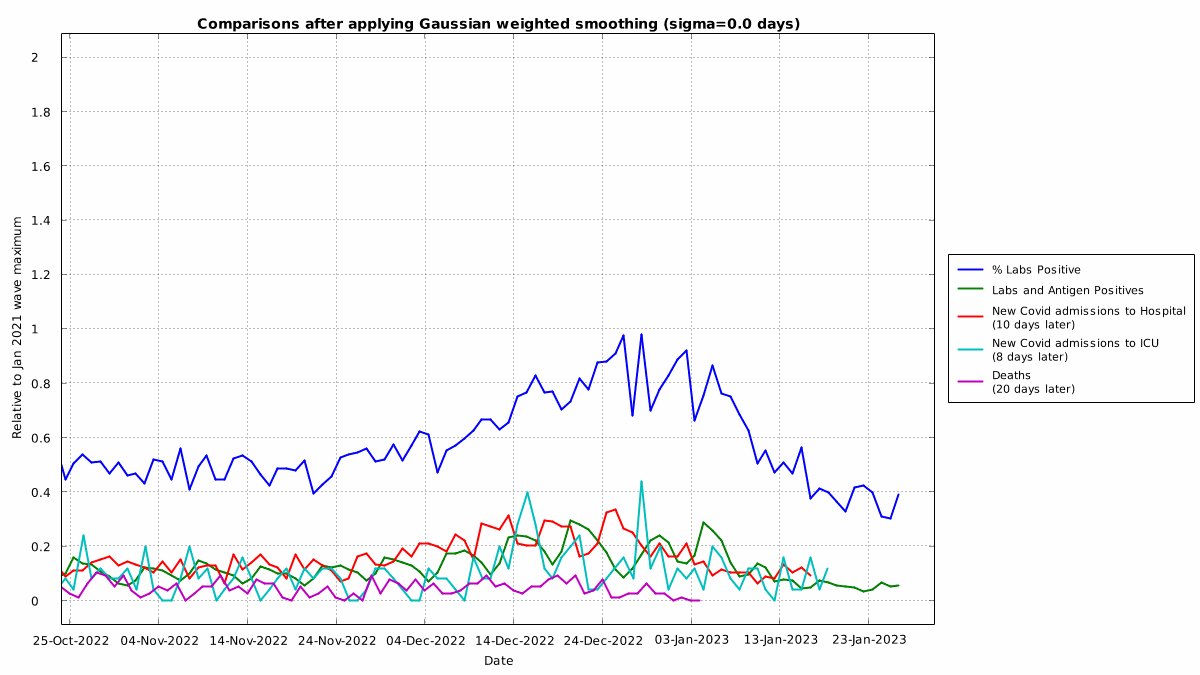 Comparisons after applying Gaussian weighted smoothing (sigma=0.0 days)
Relative to Jan 2021 wave maximum
2
1.8
1.6
1.4
1.2
1
0.8
0.6
0.4
0.2
0
25-Oct-2022 04-Nov-2022 14-Nov-2022 24-Nov-2022 04-Dec-2022 14-Dec-2022 24-Dec-2022 03-Jan-2023 13-Jan-2023 23-Jan-2023
Date
% Labs Positive
Labs and Antigen Positives
New Covid admissions to Hospital
(10 days later)
New Covid admissions to ICU
(8 days later)
Deaths
(20 days later)